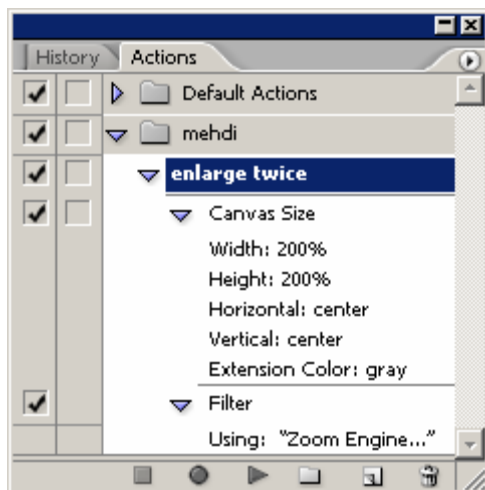 History Actions
Default Actions
mehdi
enlarge twice
Canvas Size
Width: 200%
Height: 200%
Horizontal: center
Vertical: center
Extension Color: gray
Filter
Using: “Zoom Engine...”